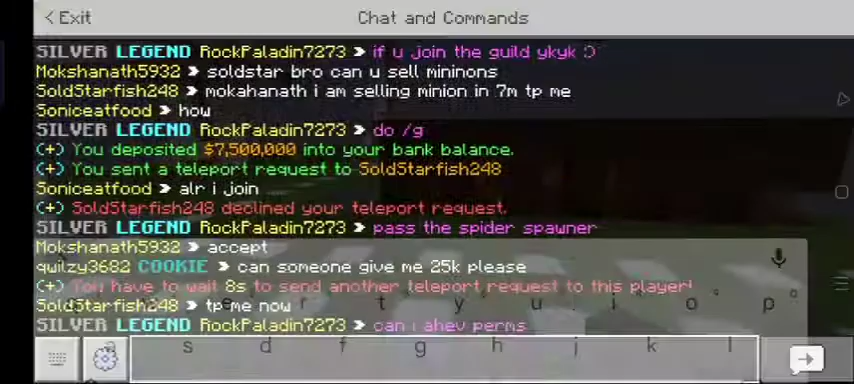 Exit
Chat and Commands
SILVER LEGEND RockPaladin7273 > if u join the guild ykyk :)
Mokshanath5932 > soldstar bro can u sell mininons
SoldStarfish248 > mokahanath i am selling minion in 7m tp me
Soniceatfood > how
SILVER LEGEND RockPaladin7273 > do /g
(+) You deposited $7,500,000 into your bank balance.
(+) You sent a teleport request to SoldStarfish248
Soniceatfood > alr i join
(+) SoldStarfish248 declined your teleport request.
SILVER LEGEND RockPaladin7273 > pass the spider spawner
Mokshanath5932 > accept
qwilzy3682 COOKIE > can someone give me 25k please
(+) You have to wait 8s to send another teleport request to this player!
SoldStarfish248 > tp me now
SILVER LEGEND RockPaladin7273 > can i ahev perms
e r t y u i o p
s d f g h j k l